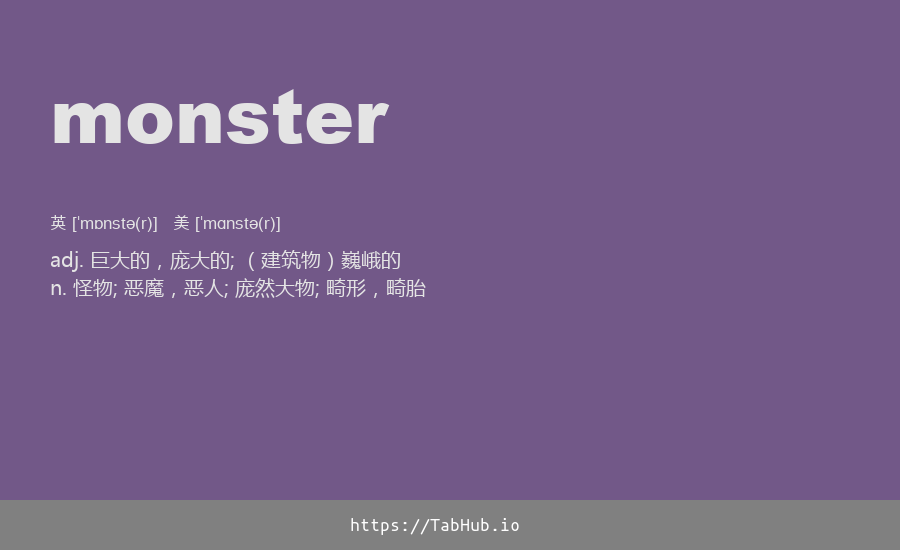 monster
英 [ˈmɒnstə(r)] 美 [ˈmɑnstə(r)]
adj. 巨大的，庞大的; （建筑物）巍峨的
n. 怪物; 恶魔，恶人; 庞然大物; 畸形，畸胎
https://TabHub.io